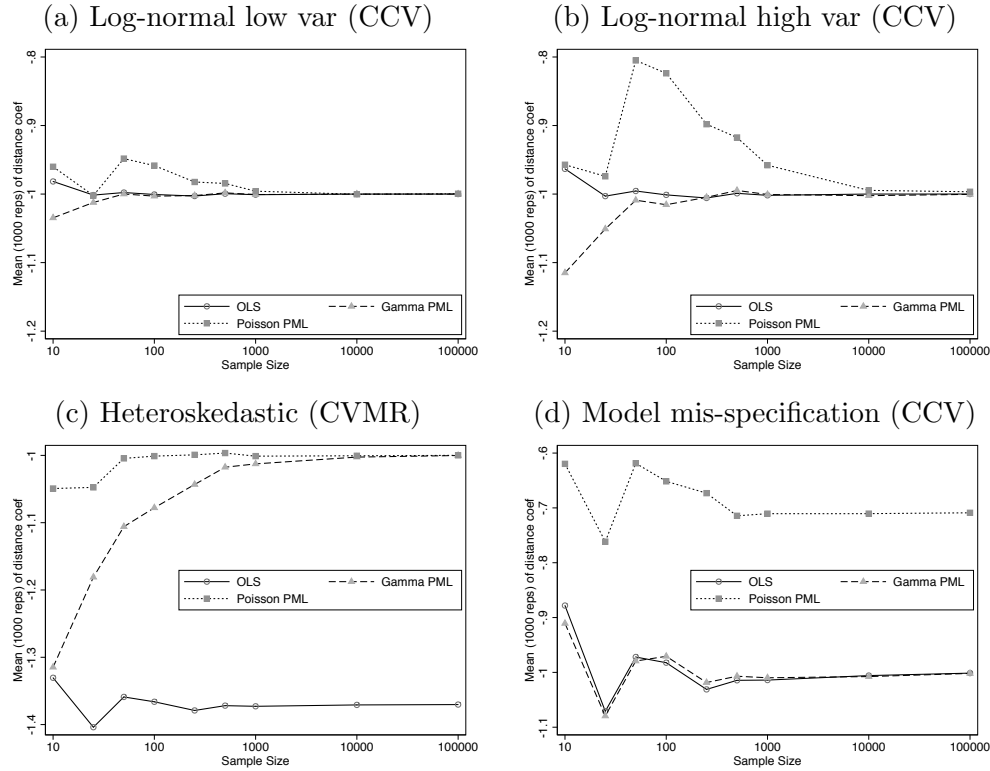 (a) Log-normal low var (CCV)
Mean (1000 reps) of distance coef
-.8
-.9
-1
-1.1
-1.2
OLS
Gamma PML
Poisson PML
10
100
1000
10000
100000
Sample Size
(b) Log-normal high var (CCV)
Mean (1000 reps) of distance coef
-.8
-.9
-1
-1.1
-1.2
OLS
Gamma PML
Poisson PML
10
100
1000
10000
100000
Sample Size
(c) Heteroskedastic (CVMR)
Mean (1000 reps) of distance coef
-1
-1.1
-1.2
-1.3
-1.4
OLS
Gamma PML
Poisson PML
10
100
1000
10000
100000
Sample Size
(d) Model mis-specification (CCV)
Mean (1000 reps) of distance coef
-.6
-.7
-.8
-.9
-1
-1.1
OLS
Gamma PML
Poisson PML
10
100
1000
10000
100000
Sample Size